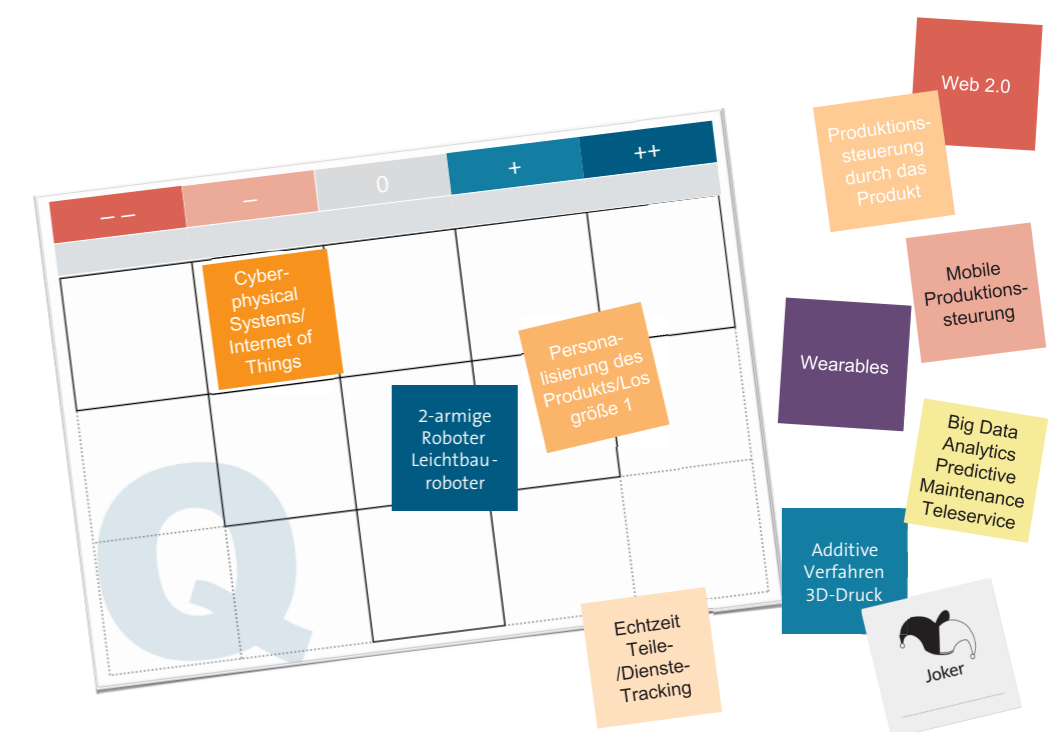 – –
–
0
+
++
Cyber-
physical
Systems/
Internet of
Things
Persona-
lisierung des
Produkts/Los
größe 1
2-armige
Roboter
Leichtbau-
roboter
Q
Web 2.0
Produktions-
steuerung
durch das
Produkt
Mobile
Produktions-
steurung
Wearables
Big Data
Analytics
Predictive
Maintenance
Teleservice
Additive
Verfahren
3D-Druck
Echtzeit
Teile-
/Dienste-
Tracking
Joker